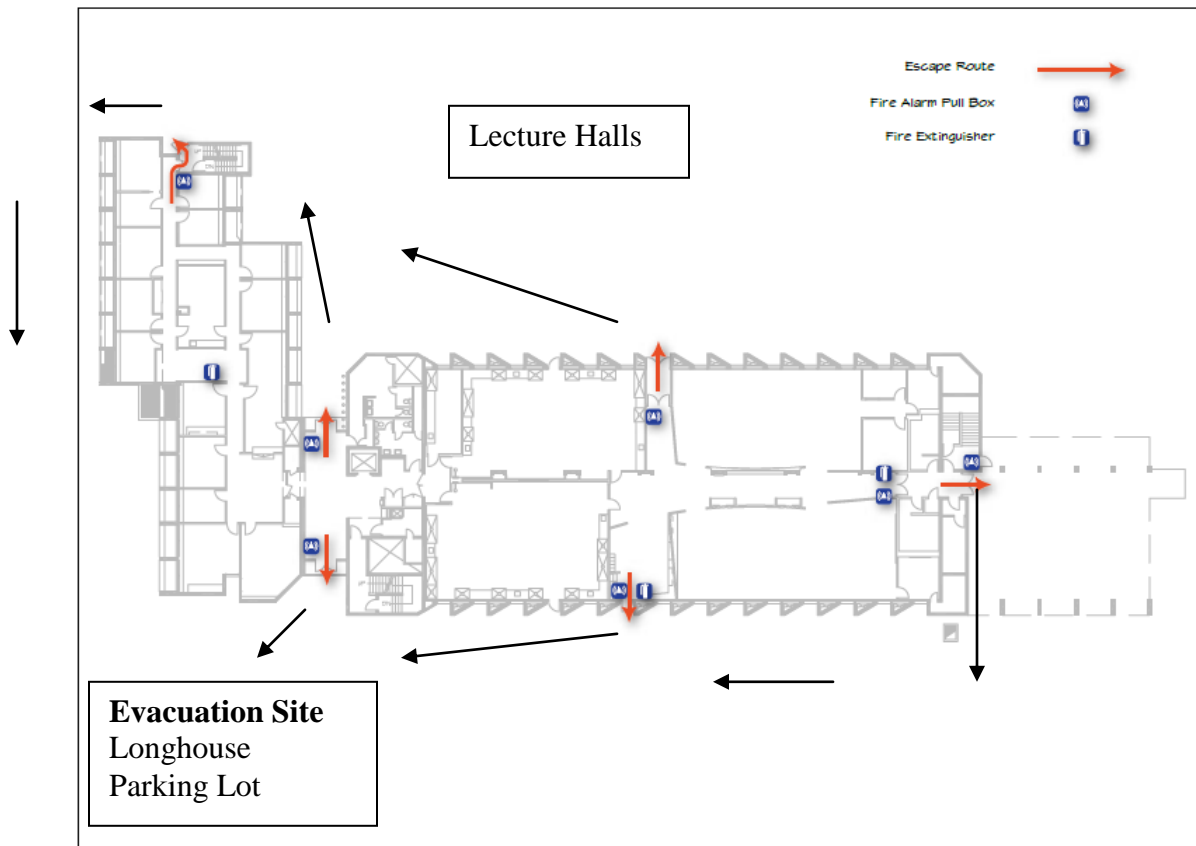 Escape Route
Fire Alarm Pull Box
Fire Extinguisher
Lecture Halls
Evacuation Site
Longhouse
Parking Lot